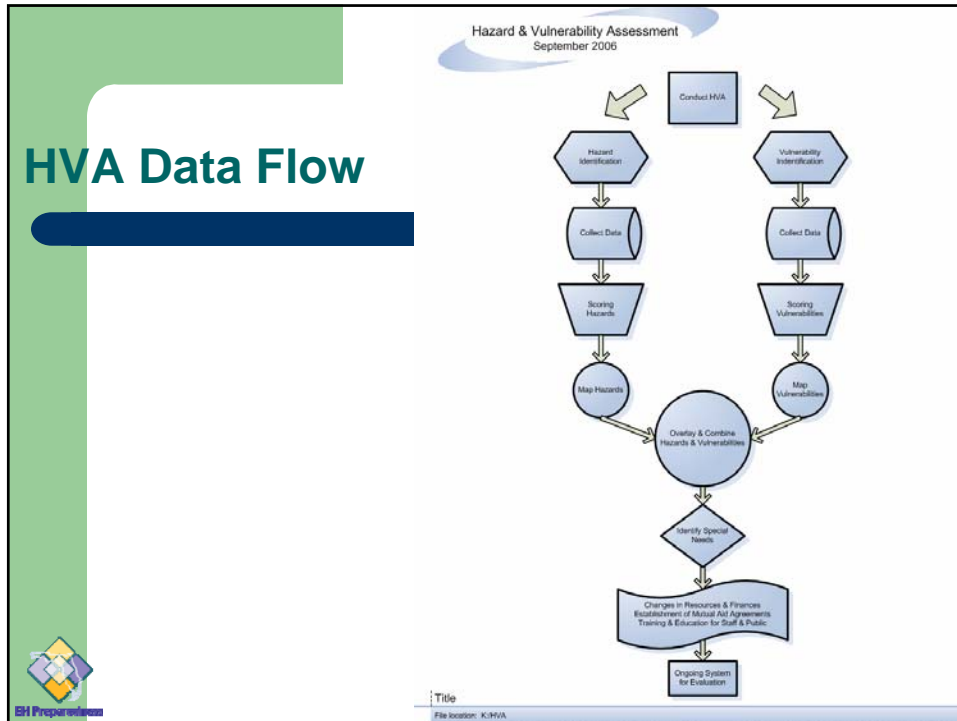 HVA Data Flow
Hazard & Vulnerability Assessment
September 2006
Conduct HVA
Hazard
Identification
Vulnerability
Indentification
Collect Data
Collect Data
Scoring
Hazards
Scoring
Vulnerabilities
Map Hazards
Map
Vulnerabilities
Overlay & Combine
Hazards & Vulnerabilities
Identify Special
Needs
Changes in Resources & Finances
Establishment of Mutual Aid Agreements
Training & Education for Staff & Public
Ongoing System
for Evaluation
Title
File location: K:/HVA
EH Preparedness